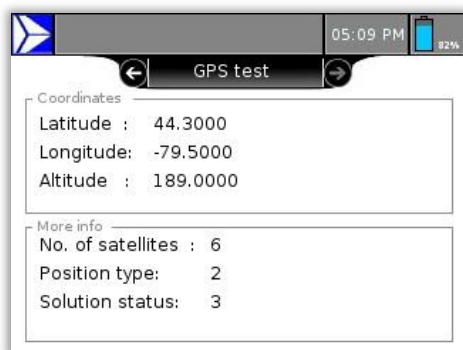 05:09 PM
82%
GPS test
Coordinates
Latitude : 44.3000
Longitude: -79.5000
Altitude : 189.0000
More info
No. of satellites : 6
Position type: 2
Solution status: 3